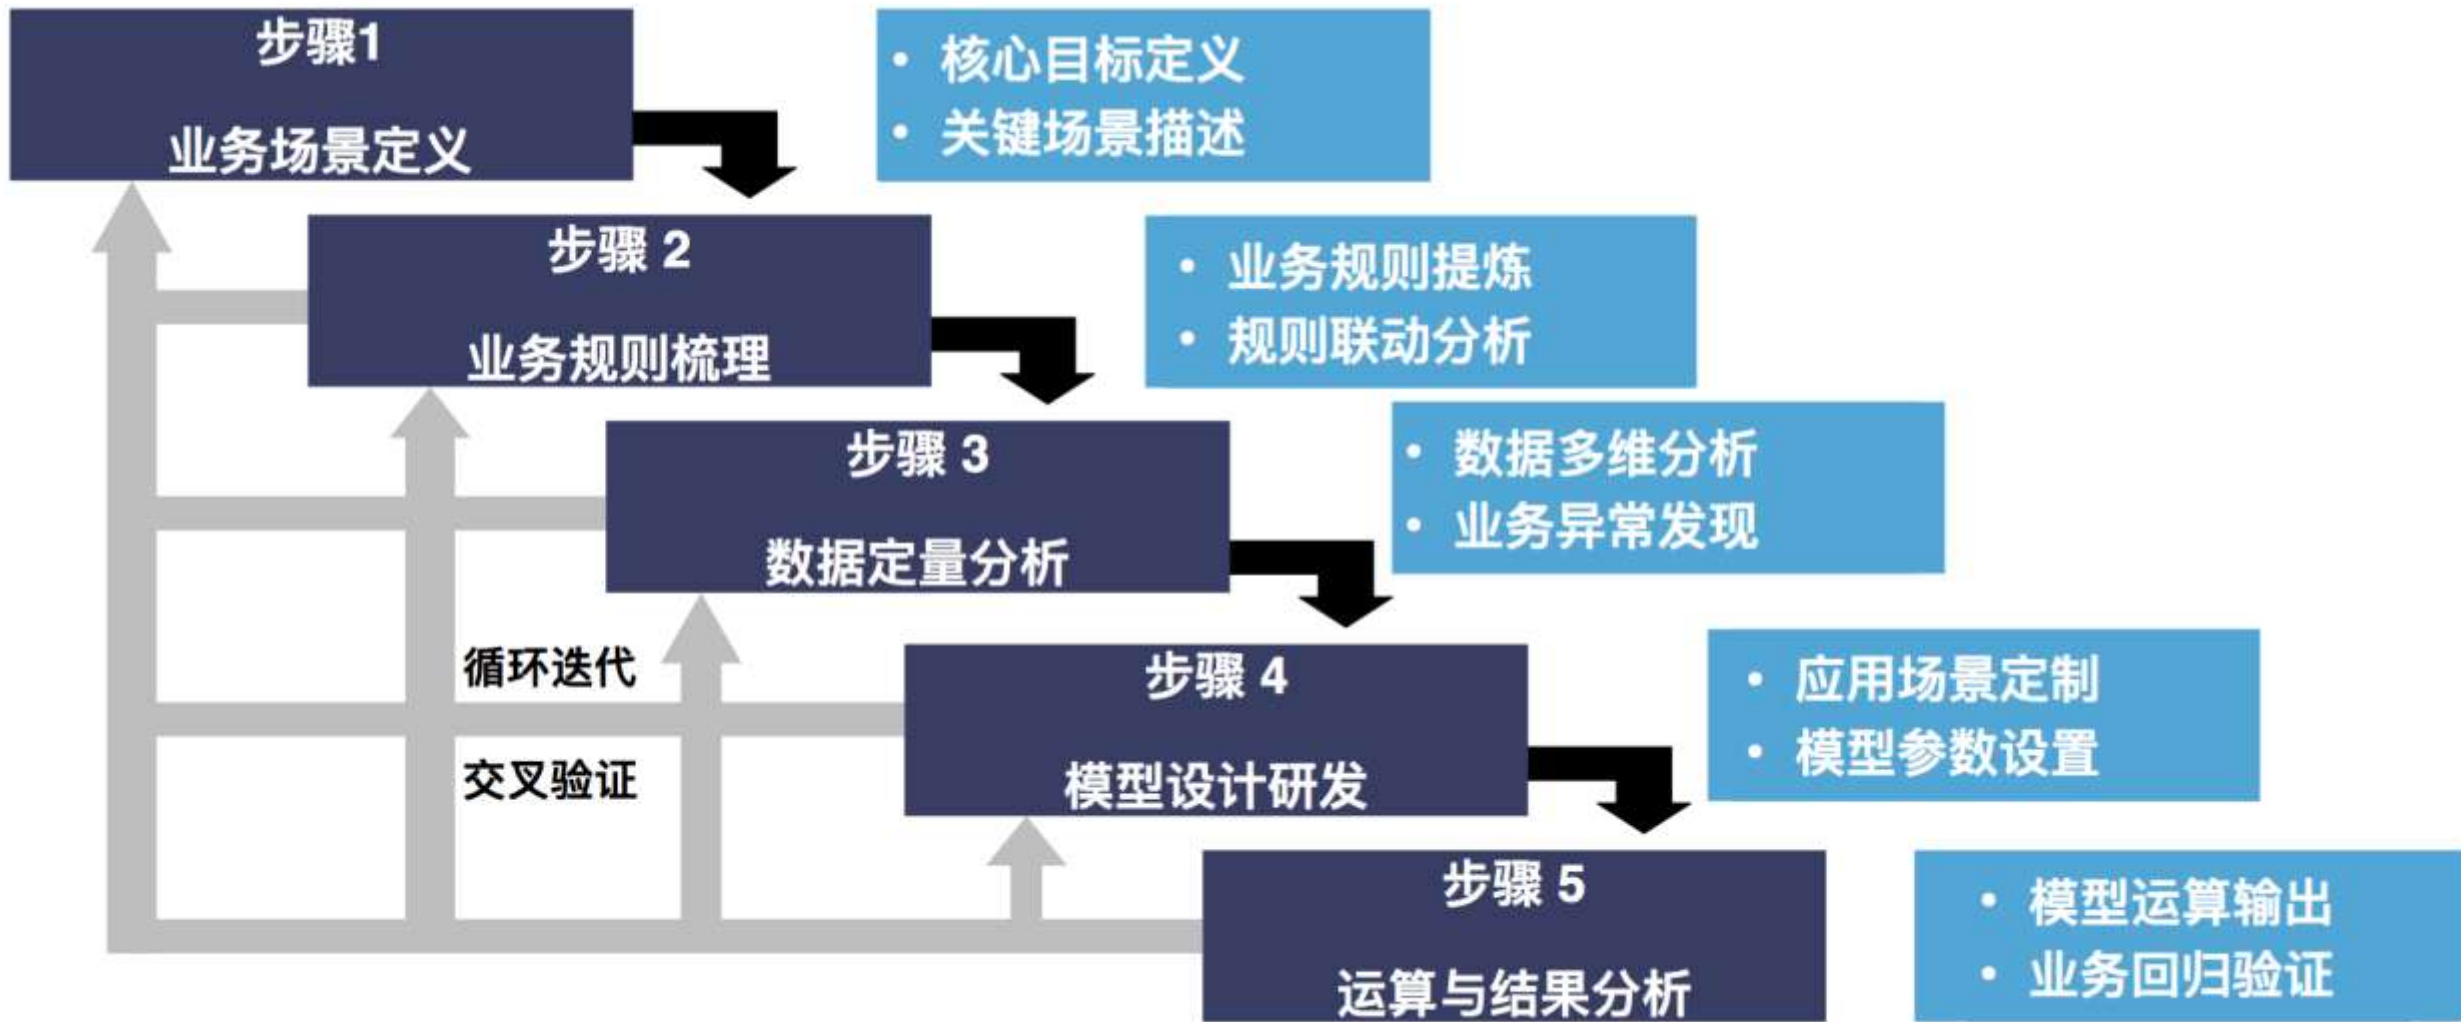 步骤1
业务场景定义
• 核心目标定义
• 关键场景描述
步骤 2
业务规则梳理
• 业务规则提炼
• 规则联动分析
步骤 3
数据定量分析
• 数据多维分析
• 业务异常发现
循环迭代
交叉验证
步骤 4
模型设计研发
• 应用场景定制
• 模型参数设置
步骤 5
运算与结果分析
• 模型运算输出
• 业务回归验证